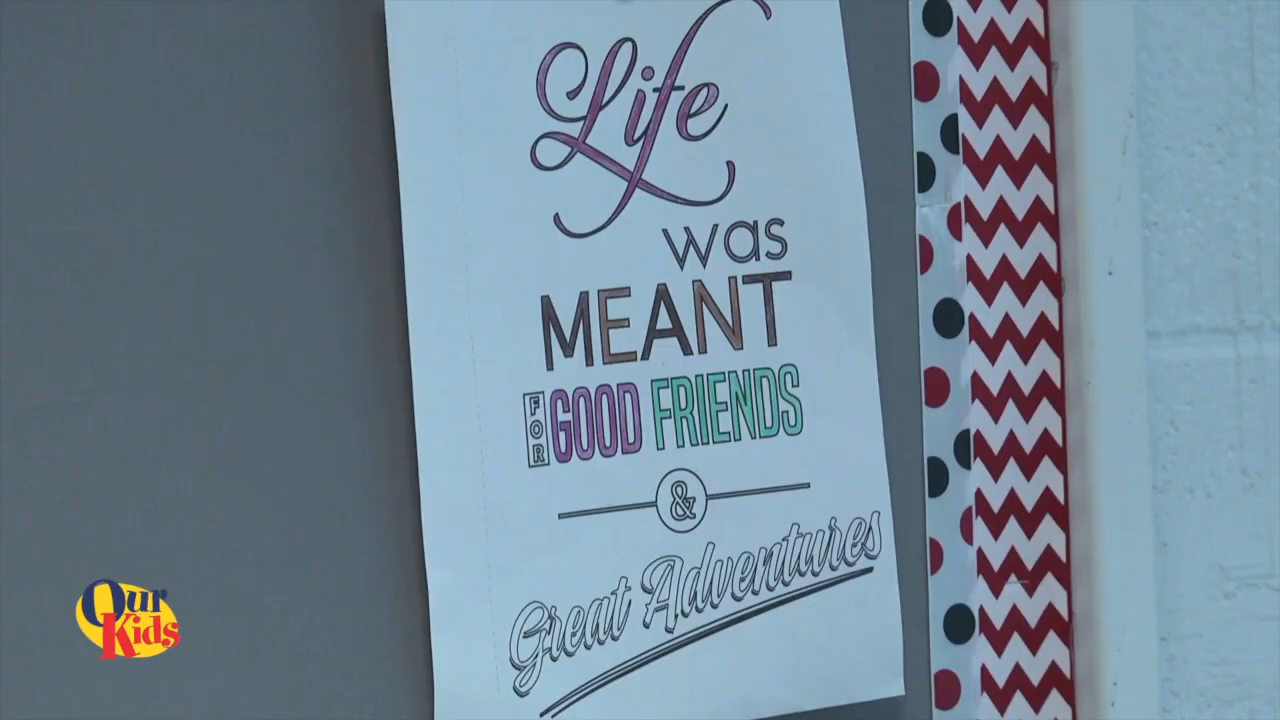 Life
was
MEANT
FOR GOOD FRIENDS
&
Great Adventures
Our
Kids